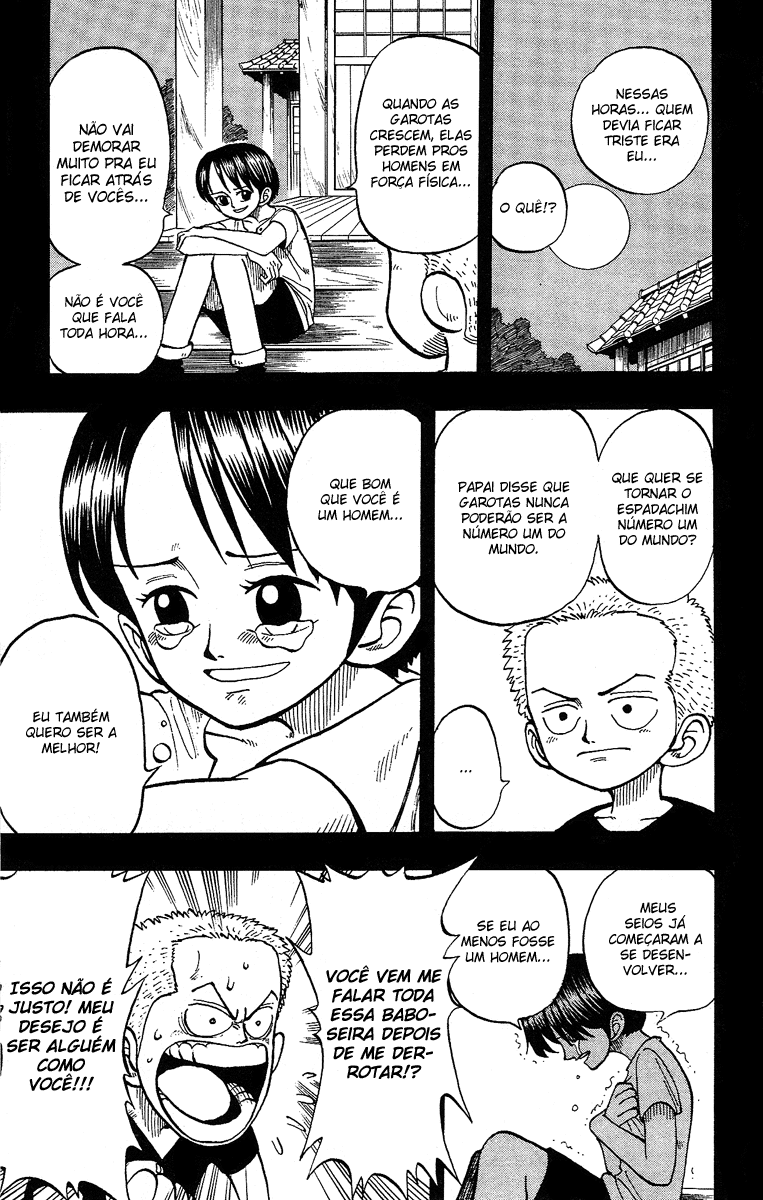 NESSAS
HORAS... QUEM
DEVIA FICAR
TRISTE ERA
EU...
O QUÊ!?
QUANDO AS
GAROTAS
CRESCEM, ELAS
PERDEM PROS
HOMENS EM
FORÇA FÍSICA...
NÃO VAI
DEMORAR
MUITO PRA EU
FICAR ATRÁS
DE VOCÊS...
NÃO É VOCÊ
QUE FALA
TODA HORA...
QUE QUER SE
TORNAR O
ESPADACHIM
NÚMERO UM
DO MUNDO?
PAPAI DISSE QUE
GAROTAS NUNCA
PODERÃO SER A
NÚMERO UM DO
MUNDO.
...
QUE BOM
QUE VOCÊ É
UM HOMEM...
EU TAMBÉM
QUERO SER A
MELHOR!
MEUS
SEIOS JÁ
COMEÇARAM A
SE DESEN-
VOLVER...
SE EU AO
MENOS FOSSE
UM HOMEM...
VOCÊ VEM ME
FALAR TODA
ESSA BABO-
SEIRA DEPOIS
DE ME DER-
ROTAR!?
ISSO NÃO É
JUSTO! MEU
DESEJO É
SER ALGUÉM
COMO
VOCÊ!!!